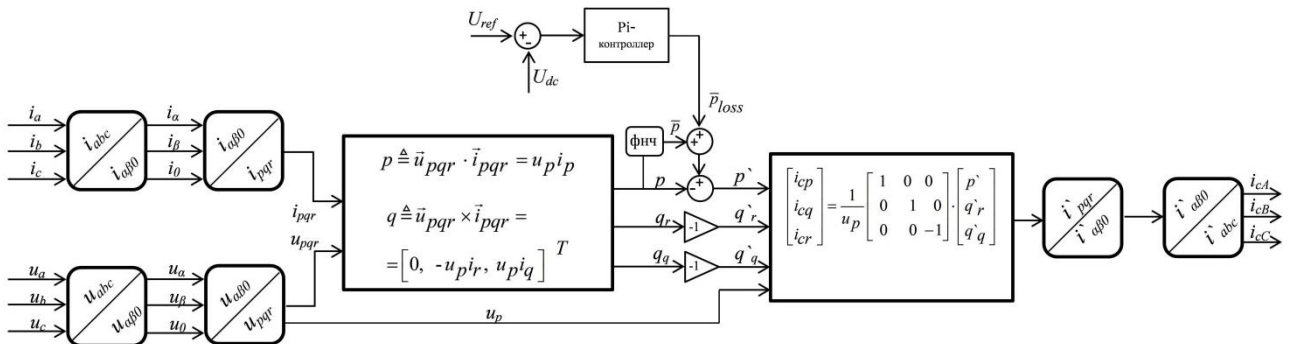 U_ref
+
-
U_dc
Pi-
контроллер
p̄_loss
i_a
i_b
i_c
i_abc
i_αβ0
i_α
i_β
i_0
i_αβ0
i_pqr
i_pqr
u_pqr
u_a
u_b
u_c
u_abc
u_αβ0
u_α
u_β
u_0
u_αβ0
u_pqr
p ≜ u⃗_pqr · i⃗_pqr = u_p i_p
q ≜ u⃗_pqr × i⃗_pqr =
= [0, -u_p i_r, u_p i_q] T
фнч
p̄
+
+
p
-
+
p`
q_r
-1
q`_r
q_q
-1
q`_q
u_p
[i_cp i_cq i_cr] = 1/u_p [1 0 0 0 1 0 0 0 -1] · [p` q`_r q`_q]
i`_pqr
i`_αβ0
i`_αβ0
i`_abc
i_cA
i_cB
i_cC